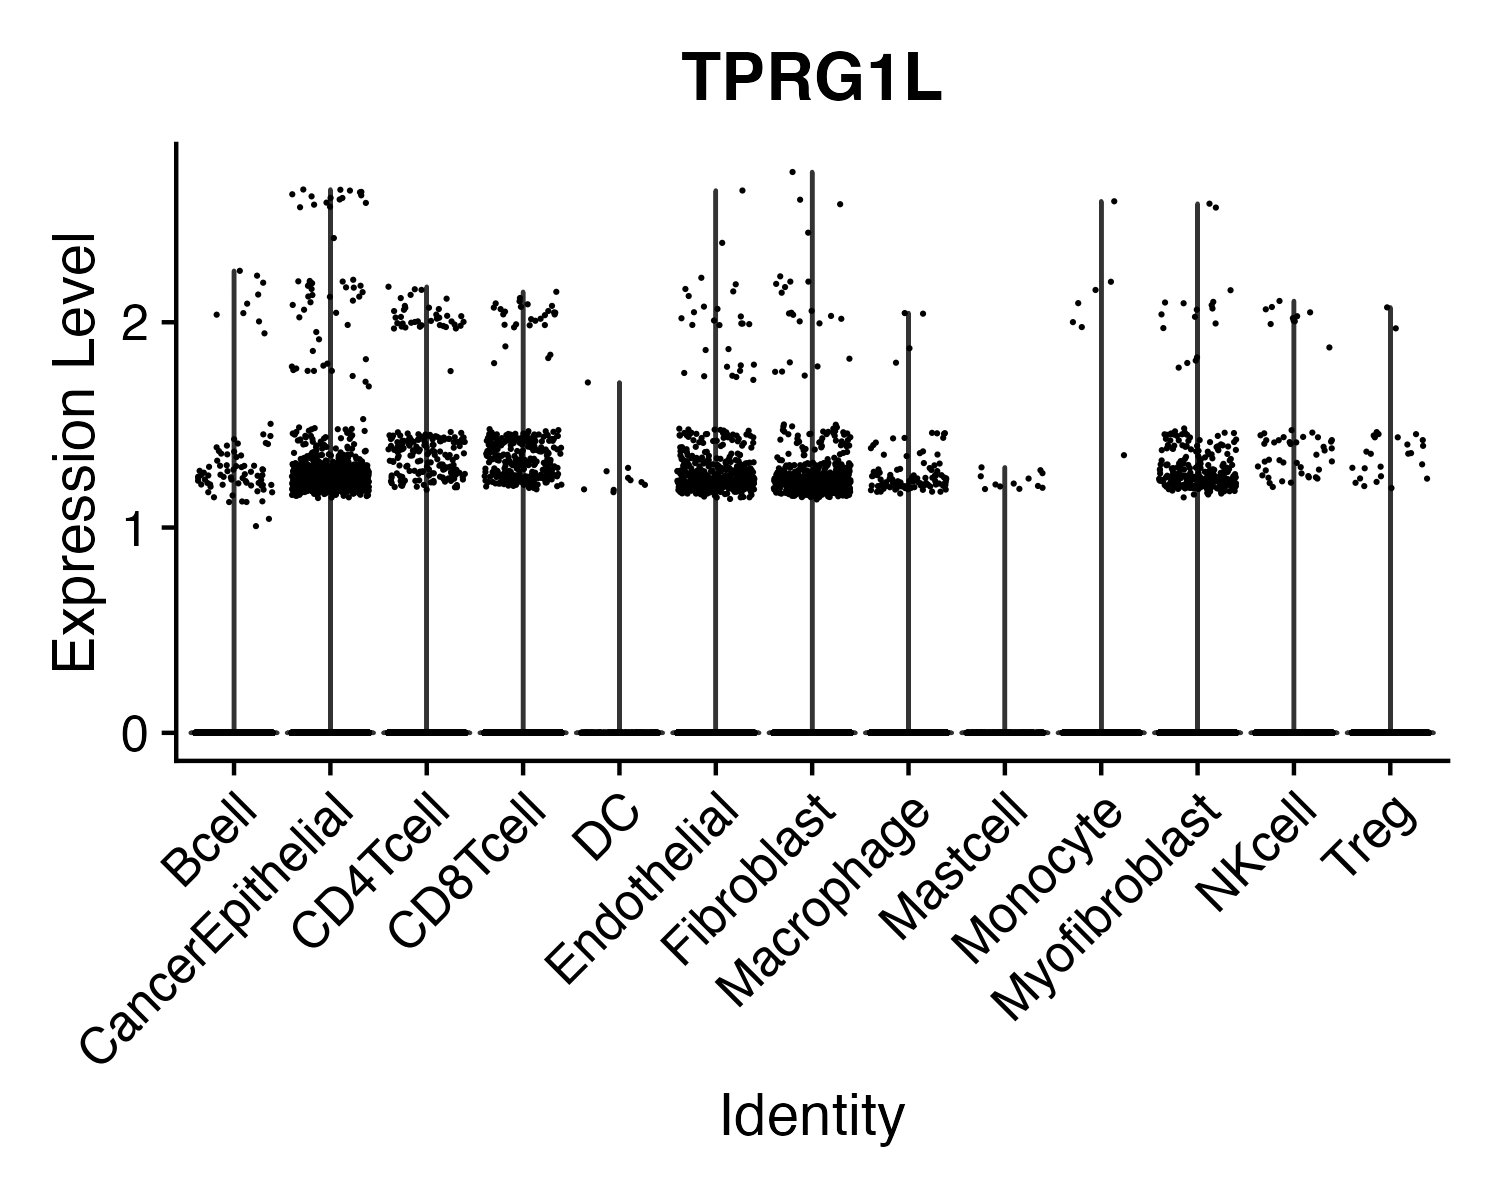 TPRG1L
Expression Level
2
1
0
Bcell
CancerEpithelial
CD4Tcell
CD8Tcell
DC
Endothelial
Fibroblast
Macrophage
Mastcell
Monocyte
Myofibroblast
NKcell
Treg
Identity